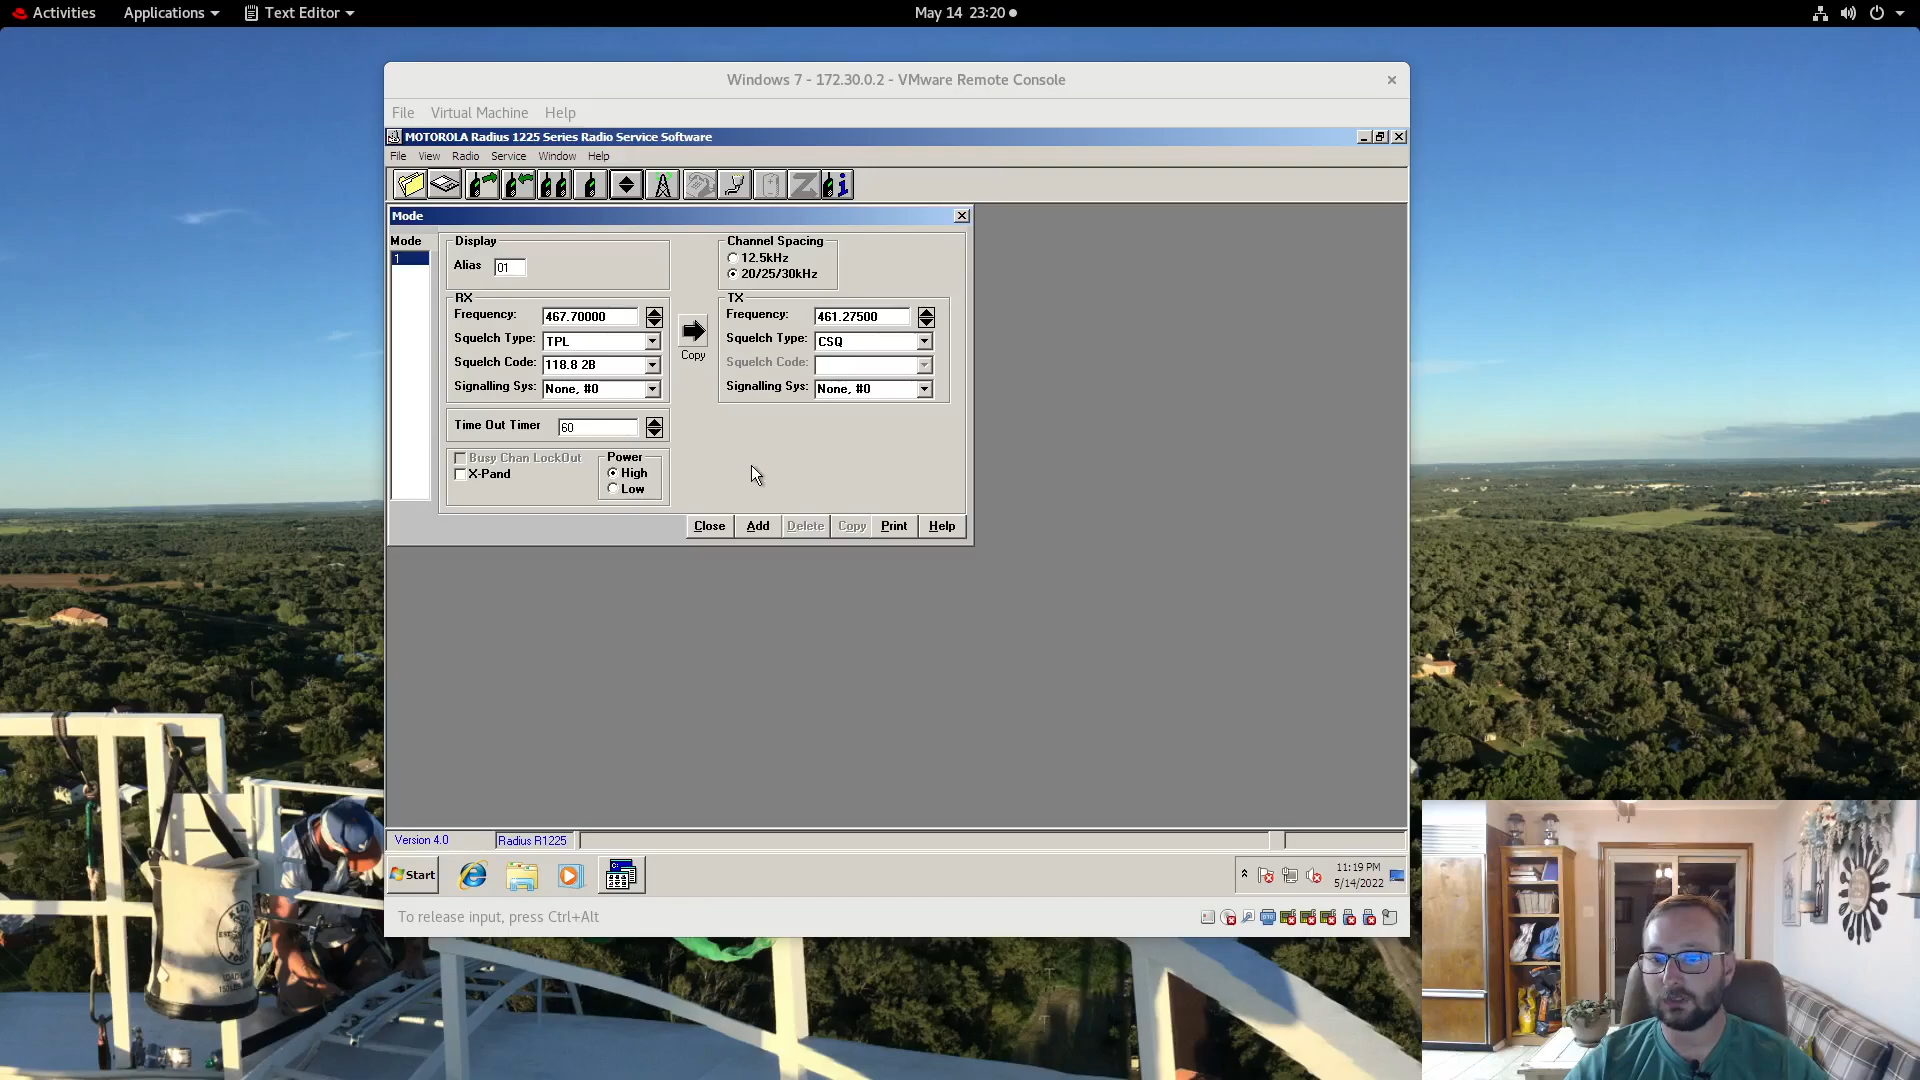 Activities Applications Text Editor May 14 23:20
Windows 7 - 172.30.0.2 - VMware Remote Console
File Virtual Machine Help
MOTOROLA Radius 1225 Series Radio Service Software
File View Radio Service Window Help
Mode
Mode
1
Display
Alias 01
Channel Spacing
12.5kHz
20/25/30kHz
RX
Frequency: 467.70000
Squelch Type: TPL
Squelch Code: 118.8 2B
Signalling Sys: None, #0
Copy
TX
Frequency: 461.27500
Squelch Type: CSQ
Squelch Code:
Signalling Sys: None, #0
Time Out Timer 60
Busy Chan LockOut
X-Pand
Power
High
Low
Close Add Delete Copy Print Help
Version 4.0 Radius R1225
Start
11:19 PM
5/14/2022
To release input, press Ctrl+Alt
KLEIN
TOOLS